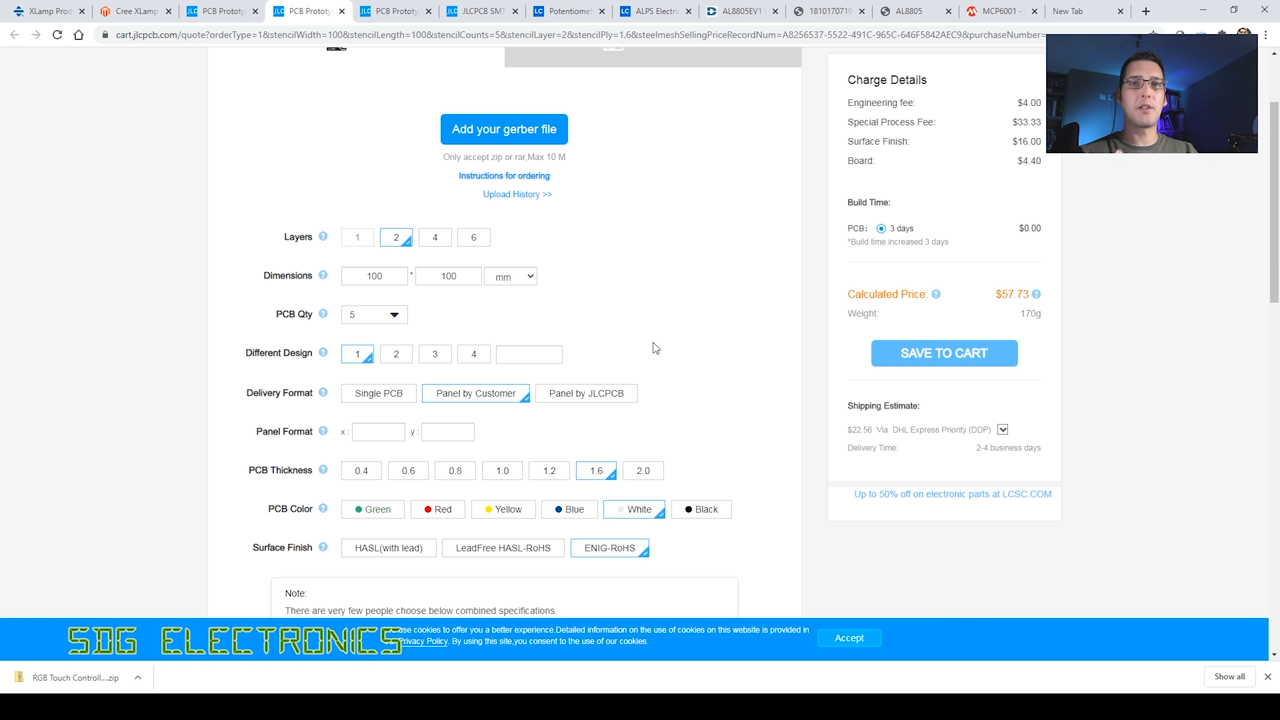 XLamp Prod
Cree XLamp
PCB Prototy
PCB Prototy
PCB Prototy
JLCPCB SMT
Potentiomet
ALPS Electri
AL8805EV1
1810170719
AL8805
MCP6001 -
New Tab
cart.jlcpcb.com/quote?orderType=1&stencilWidth=100&stencilLength=100&stencilCounts=5&stencilLayer=2&stencilPly=1.6&steelmeshSellingPriceRecordNum=A8256537-5522-491C-965C-646F5842AEC9&purchaseNumber=
Add your gerber file
Only accept zip or rar,Max 10 M
Instructions for ordering
Upload History >>
Layers ? 1 2 4 6
Dimensions ? 100 * 100 mm
PCB Qty ? 5
Different Design ? 1 2 3 4
Delivery Format ? Single PCB Panel by Customer Panel by JLCPCB
Panel Format ? x : y :
PCB Thickness ? 0.4 0.6 0.8 1.0 1.2 1.6 2.0
PCB Color ? Green Red Yellow Blue White Black
Surface Finish ? HASL(with lead) LeadFree HASL-RoHS ENIG-RoHS
Note:
There are very few people choose below combined specifications.
Charge Details
Engineering fee: $4.00
Special Process Fee: $33.33
Surface Finish: $16.00
Board: $4.40
Build Time:
PCB: 3 days $0.00
*Build time increased 3 days
Calculated Price: ? $57.73 ?
Weight: 170g
SAVE TO CART
Shipping Estimate:
$22.56 Via DHL Express Priority (DDP)
Delivery Time: 2-4 business days
Up to 50% off on electronic parts at LCSC.COM
SDG ELECTRONICS
use cookies to offer you a better experience.Detailed information on the use of cookies on this website is provided in
Privacy Policy. By using this site,you consent to the use of our cookies.
Accept
RGB Touch Controll....zip
Show all